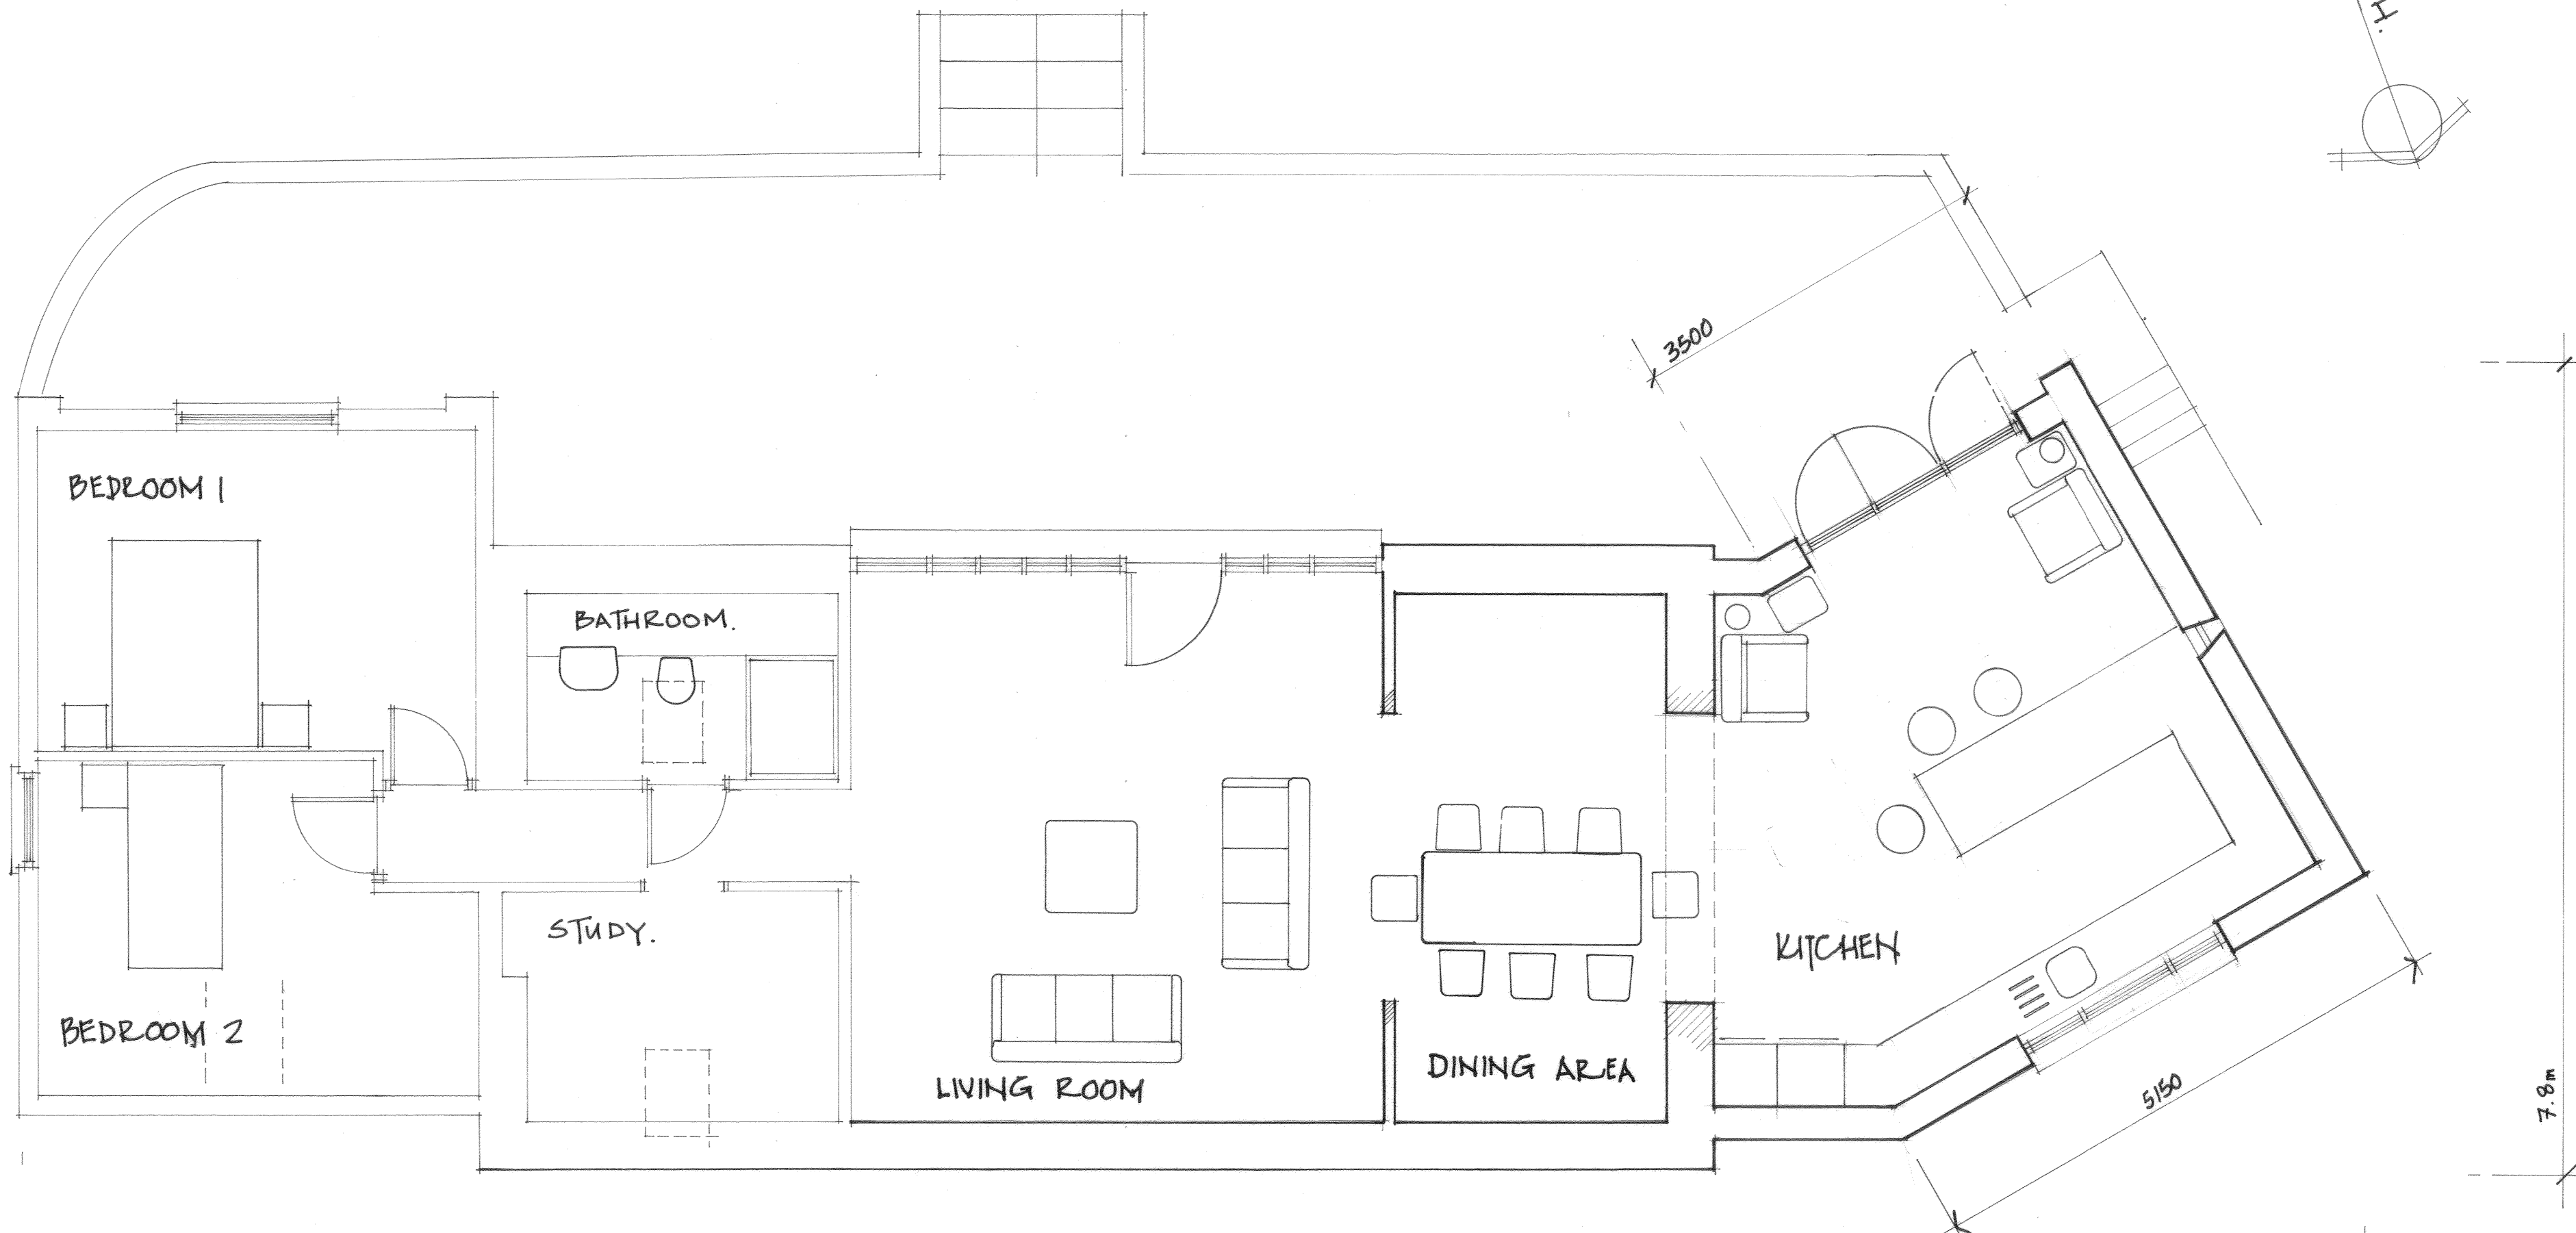 H.
3500
BEDROOM 1
BATHROOM.
STUDY.
KITCHEN
BEDROOM 2
LIVING ROOM
DINING AREA
5150
7.8m